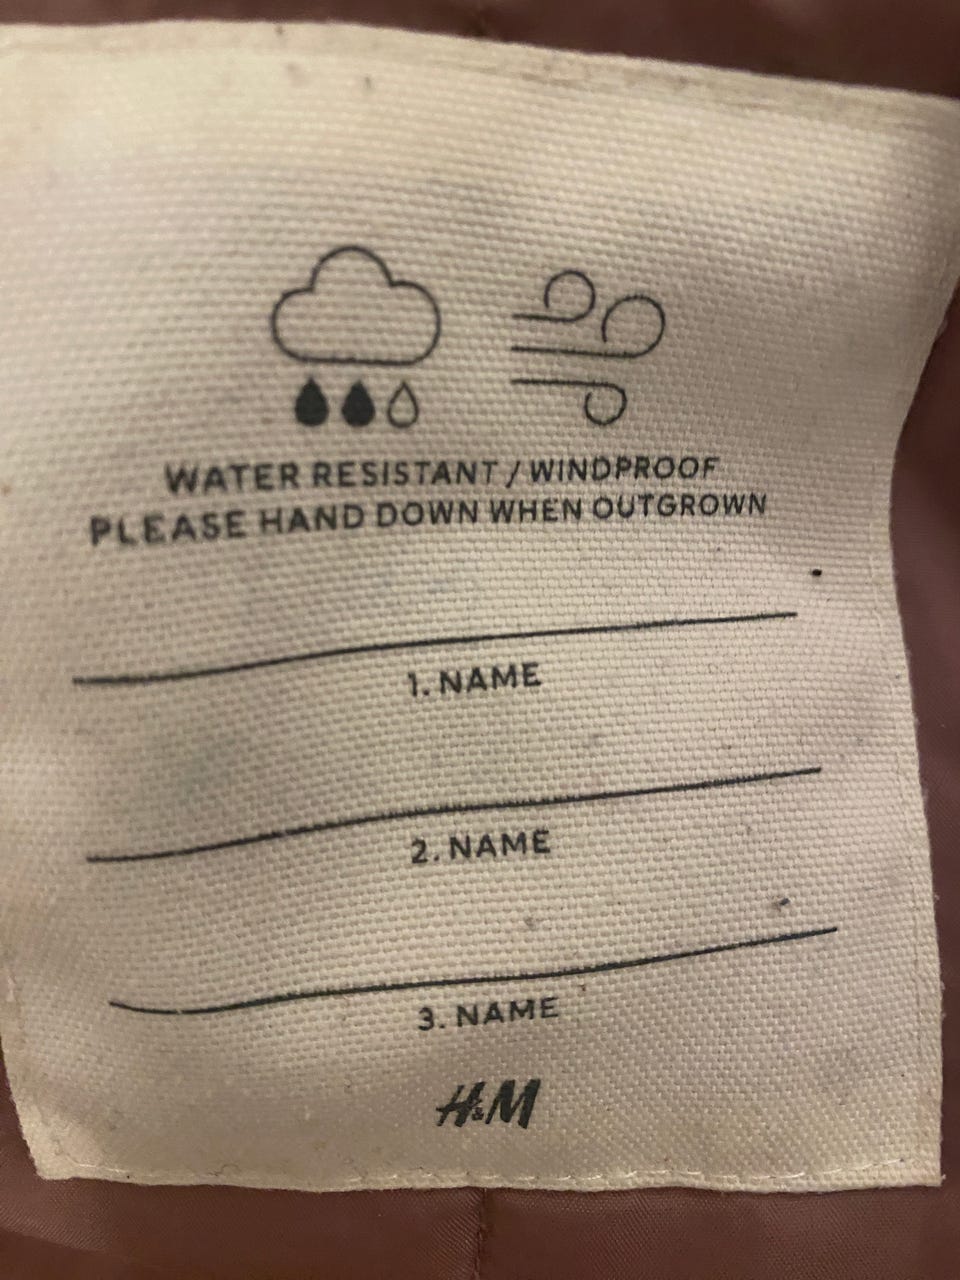 WATER RESISTANT / WINDPROOF
PLEASE HAND DOWN WHEN OUTGROWN
1. NAME
2. NAME
3. NAME
H&M